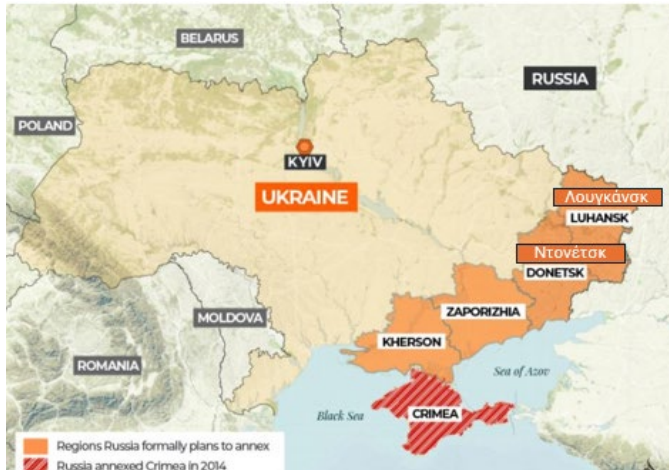 BELARUS
RUSSIA
POLAND
KYIV
UKRAINE
Λουγκάνσκ
LUHANSK
Ντονέτσκ
DONETSK
MOLDOVA
ZAPORIZHIA
KHERSON
ROMANIA
Sea of Azov
Black Sea
CRIMEA
Regions Russia formally plans to annex
Russia annexed Crimea in 2014